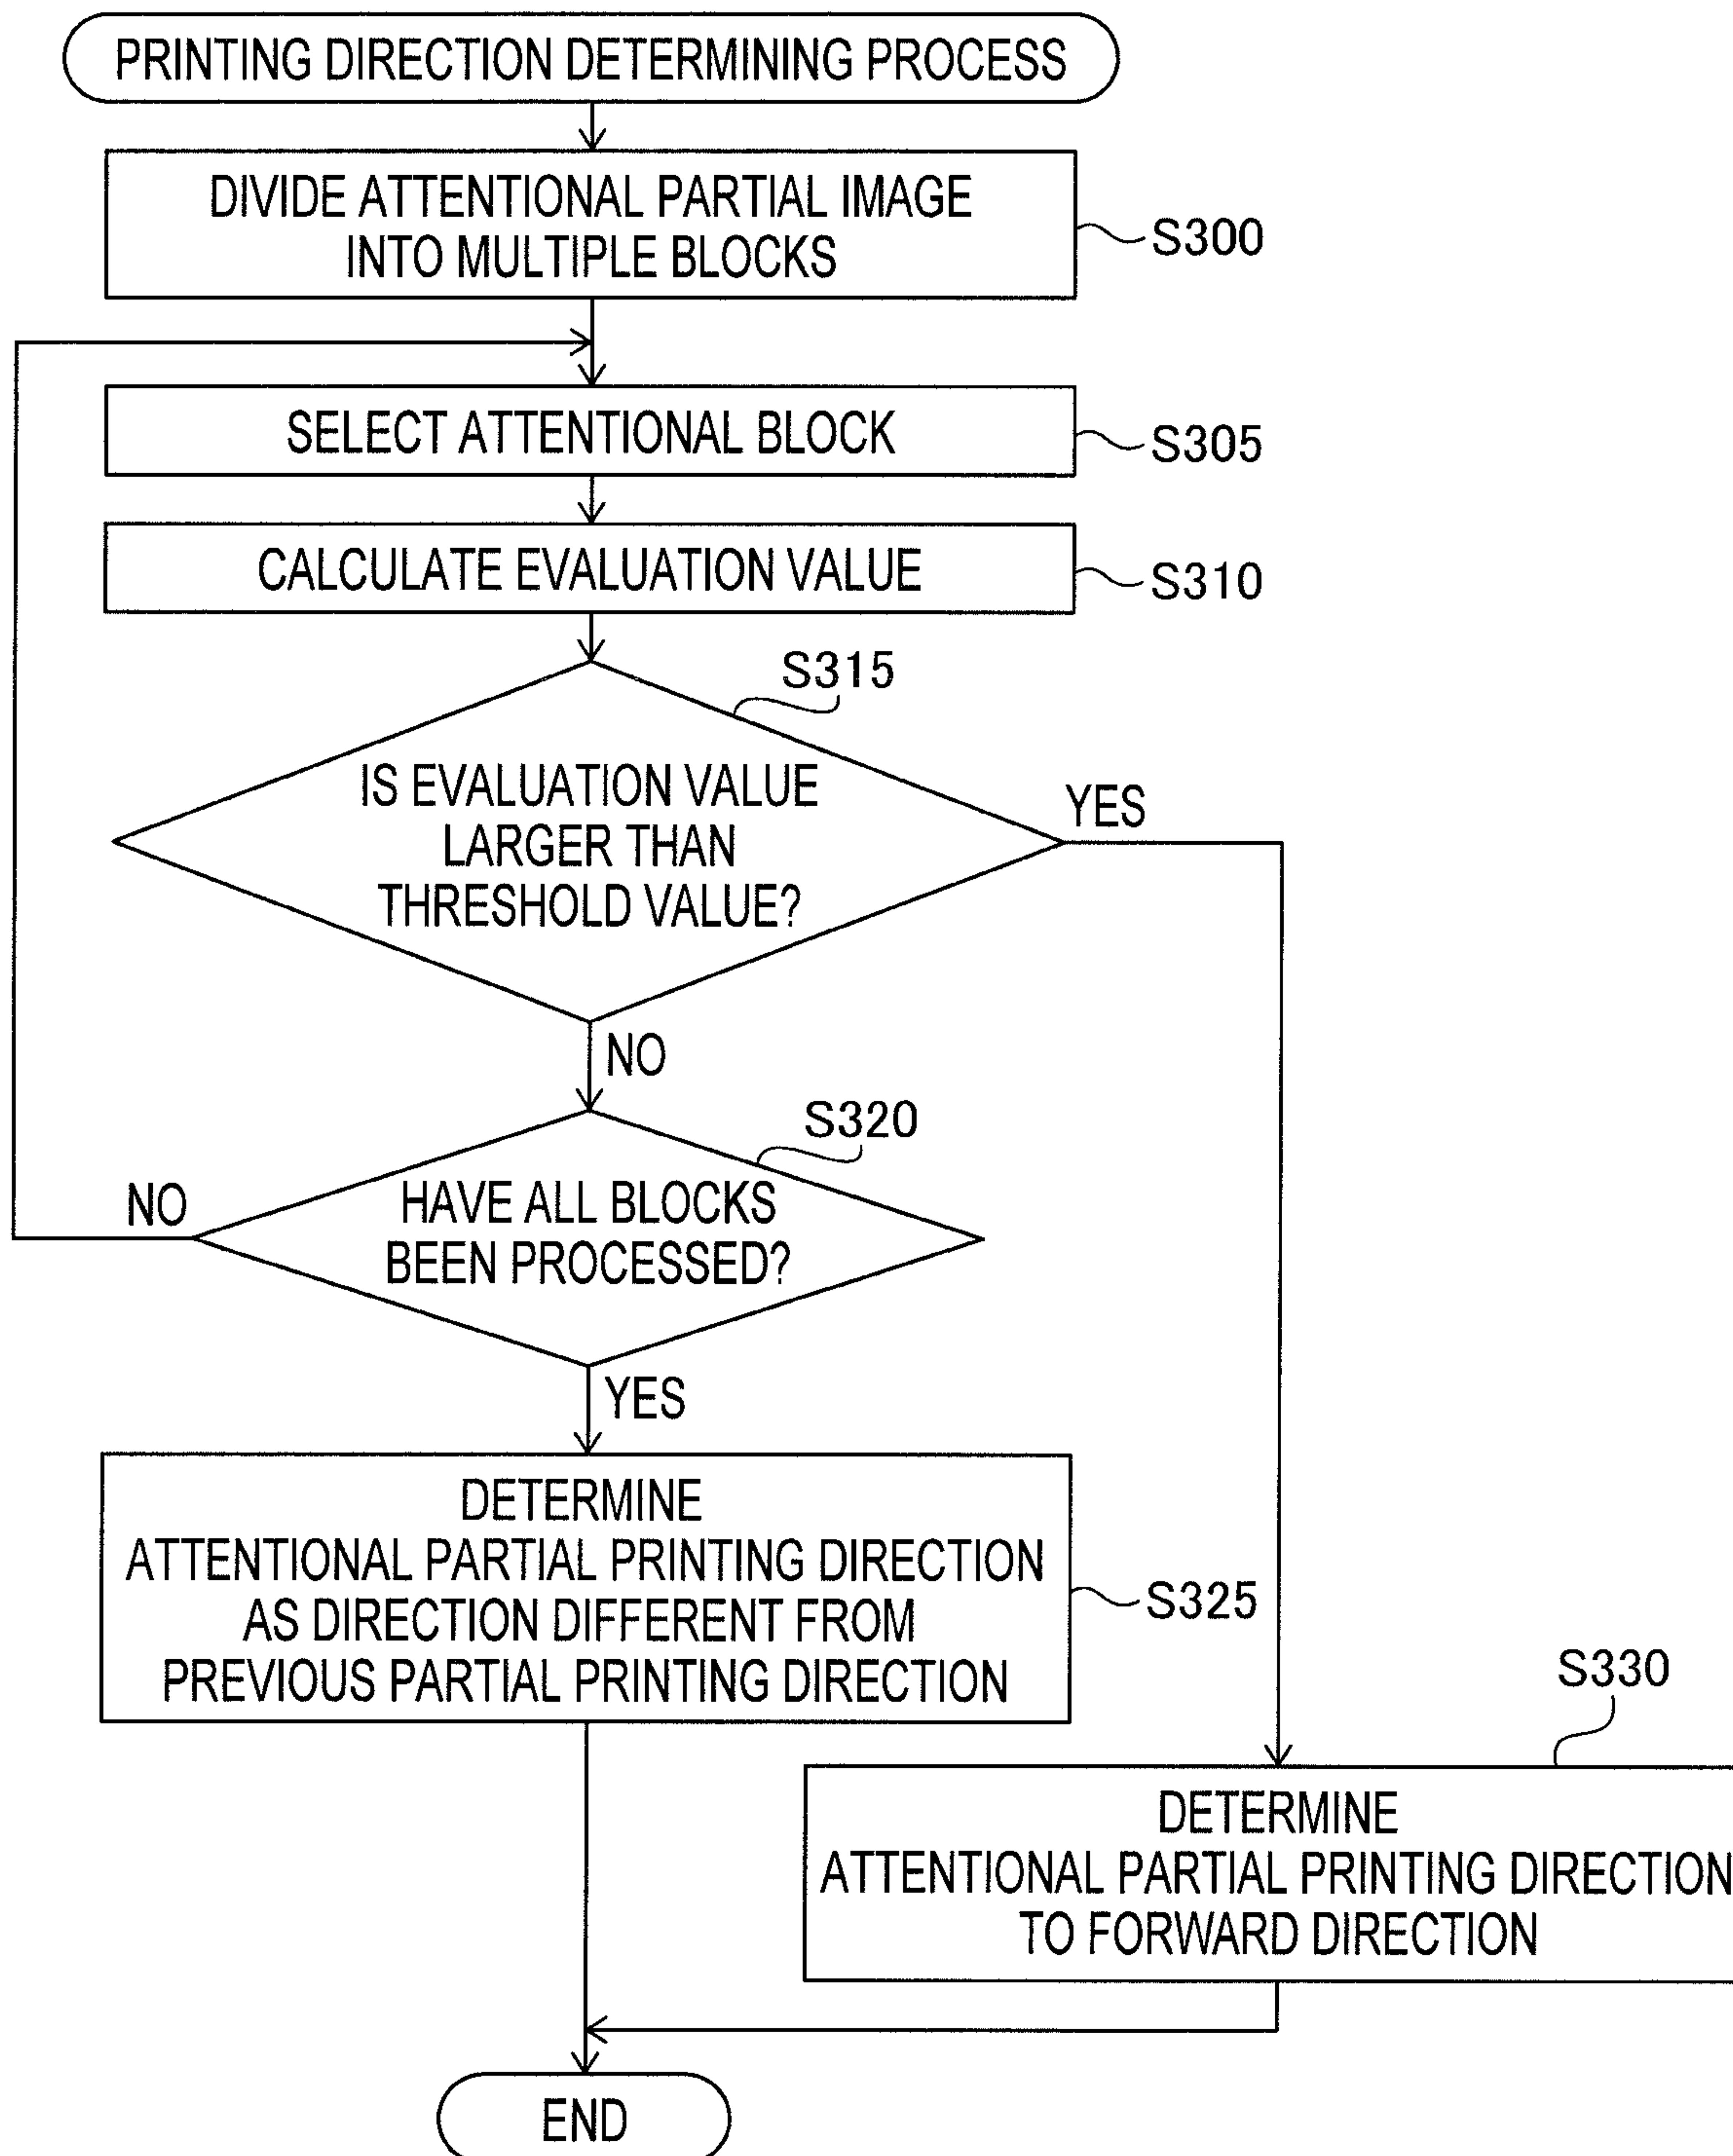 PRINTING DIRECTION DETERMINING PROCESS
DIVIDE ATTENTIONAL PARTIAL IMAGE
INTO MULTIPLE BLOCKS
S300
SELECT ATTENTIONAL BLOCK
S305
CALCULATE EVALUATION VALUE
S310
S315
IS EVALUATION VALUE
LARGER THAN
THRESHOLD VALUE?
YES
NO
S320
HAVE ALL BLOCKS
BEEN PROCESSED?
NO
YES
DETERMINE
ATTENTIONAL PARTIAL PRINTING DIRECTION
AS DIRECTION DIFFERENT FROM
PREVIOUS PARTIAL PRINTING DIRECTION
S325
S330
DETERMINE
ATTENTIONAL PARTIAL PRINTING DIRECTION
TO FORWARD DIRECTION
END